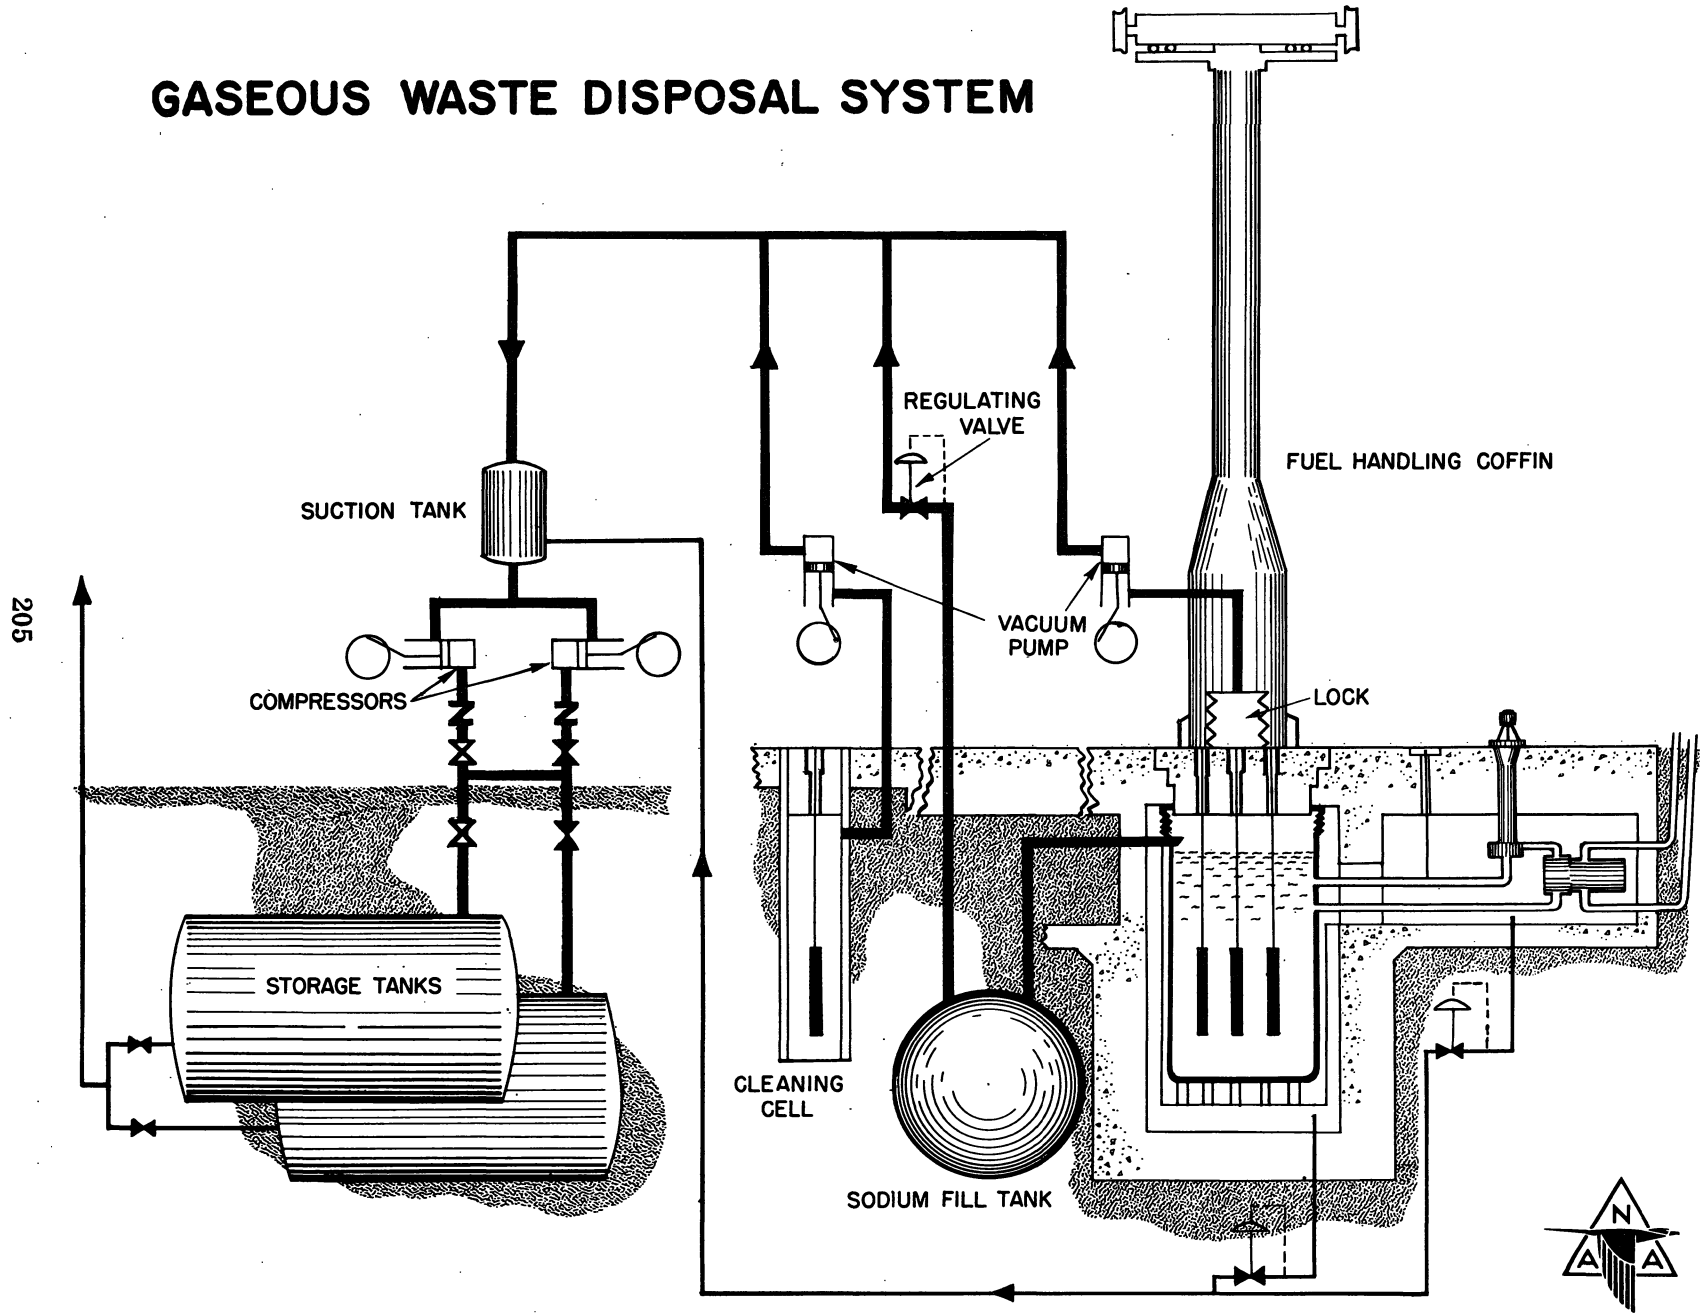 GASEOUS WASTE DISPOSAL SYSTEM
REGULATING
VALVE
FUEL HANDLING COFFIN
SUCTION TANK
205
VACUUM
PUMP
LOCK
COMPRESSORS
STORAGE TANKS
CLEANING
CELL
SODIUM FILL TANK
N
A A